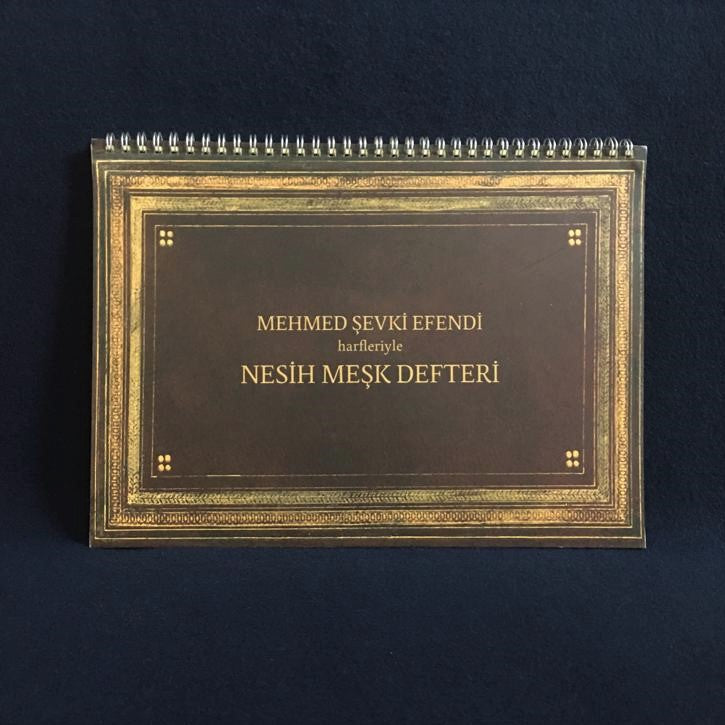 MEHMED ŞEVKİ EFENDİ
harfleriyle
NESİH MEŞK DEFTERİ